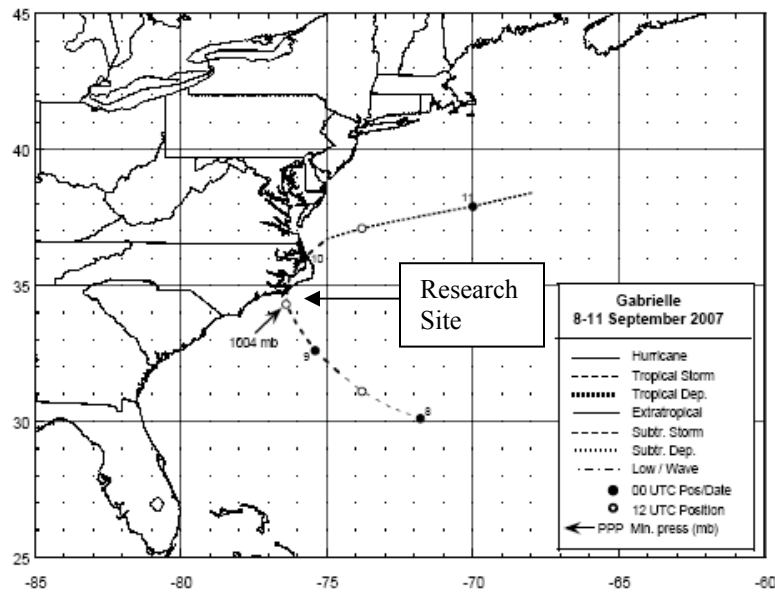 45
40
35
30
25
-85
-80
-75
-70
-65
-60
11
10
Research
Site
1004 mb
9
8
Gabrielle
8-11 September 2007
Hurricane
Tropical Storm
Tropical Dep.
Extratropical
Subtr. Storm
Subtr. Dep.
Low / Wave
00 UTC Pos/Date
12 UTC Position
PPP Min. press (mb)